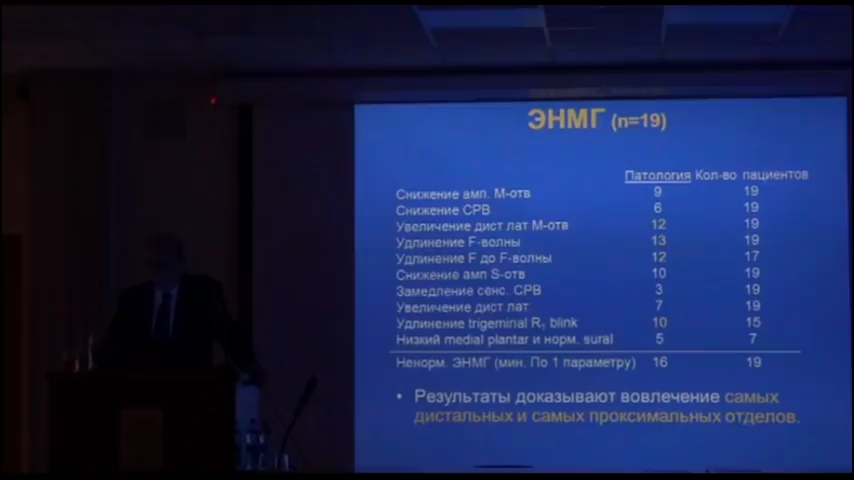 ЭНМГ (n=19)
Патология Кол-во пациентов
Снижение амп. М-отв 9 19
Снижение СРВ 6 19
Увеличение дист лат М-отв 12 19
Удлинение F-волны 13 19
Удлинение F до F-волны 12 17
Снижение амп S-отв 10 19
Замедление сенс. СРВ 3 19
Увеличение дист лат 7 19
Удлинение trigeminal R₁ blink 10 15
Низкий medial plantar и норм. sural 5 7
Ненорм. ЭНМГ (мин. По 1 параметру) 16 19
• Результаты доказывают вовлечение самых
дистальных и самых проксимальных отделов.